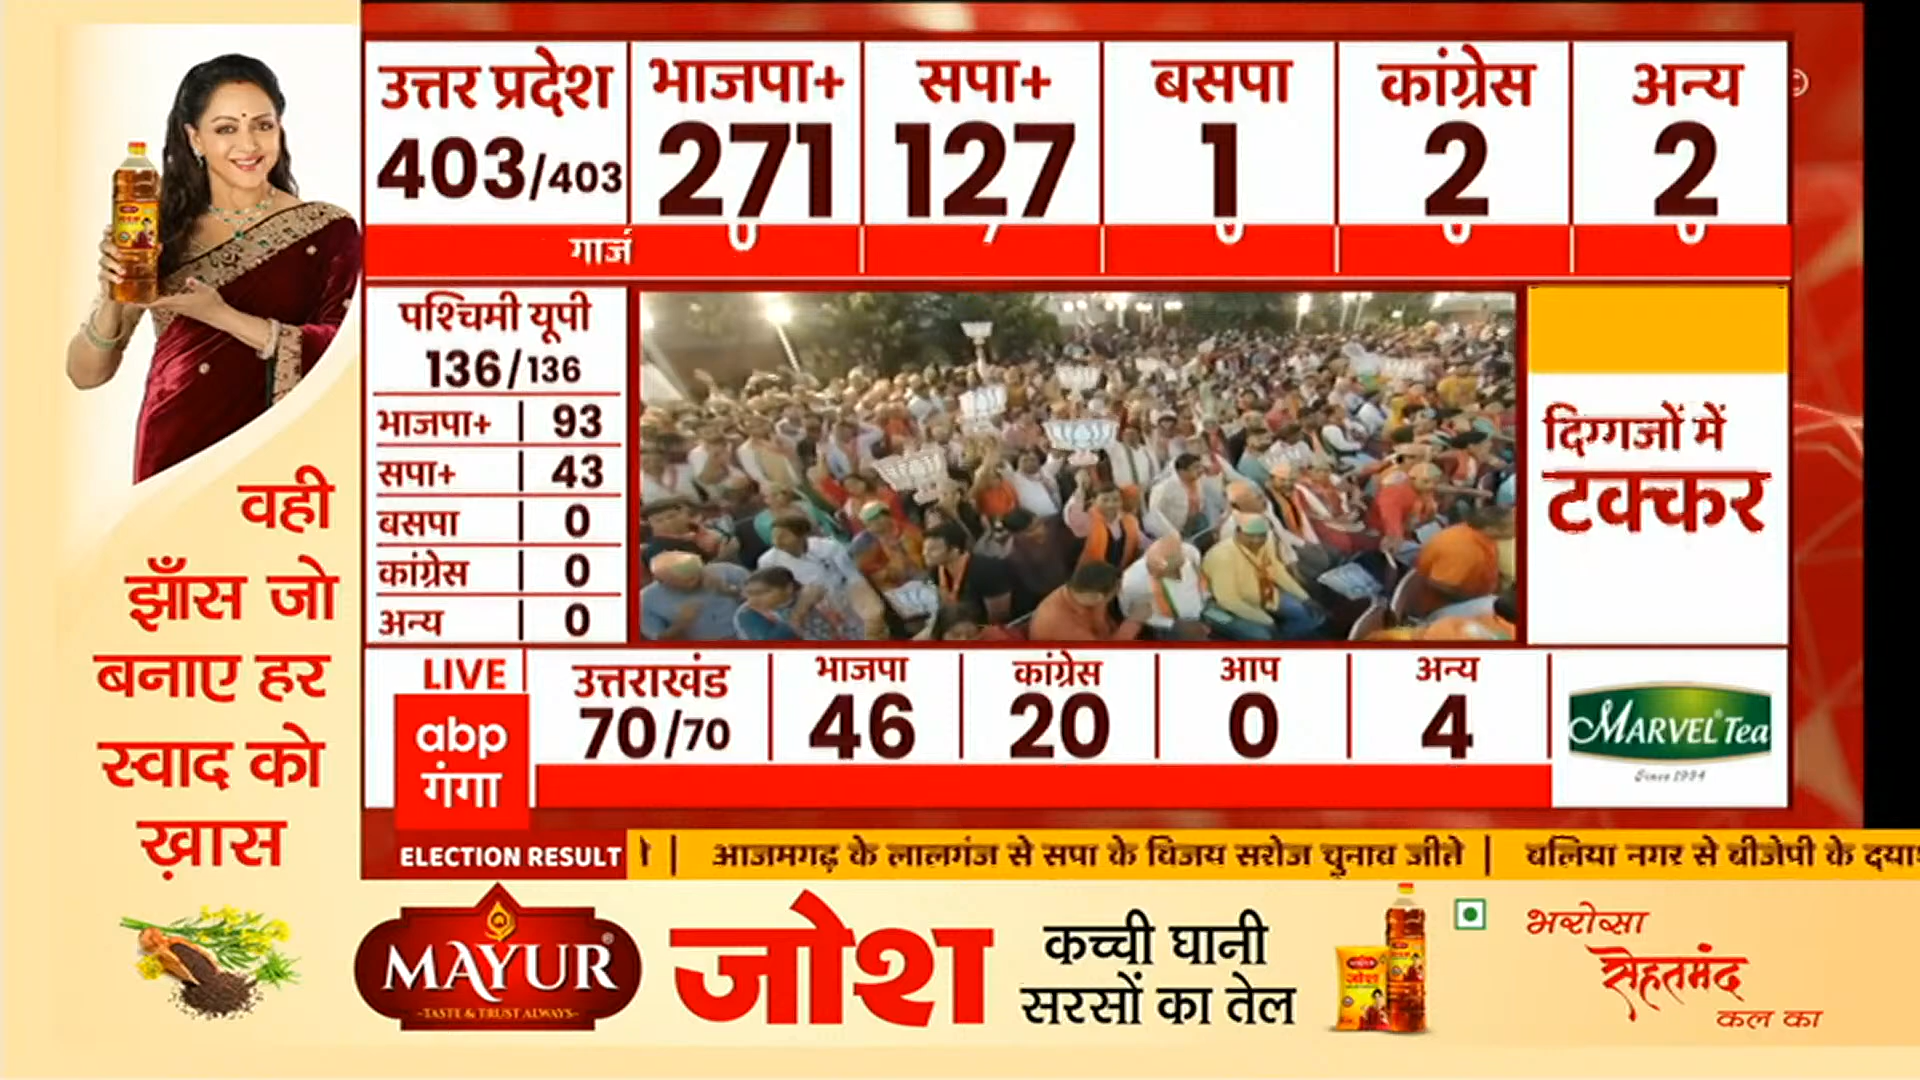 उत्तर प्रदेश
403/403
भाजपा+
271
सपा+
127
बसपा
1
कांग्रेस
2
अन्य
2
पश्चिमी यूपी
136/136
भाजपा+ 93
सपा+ 43
बसपा 0
कांग्रेस 0
अन्य 0
दिग्गजों में
टक्कर
LIVE
abp
गंगा
उत्तराखंड
70/70
भाजपा
46
कांग्रेस
20
आप
0
अन्य
4
MARVEL Tea
Since 1994
ELECTION RESULT
| आजमगढ़ के लालगंज से सपा के विजय सरोज चुनाव जीते | बलिया नगर से बीजेपी के
वही
झाँस जो
बनाए हर
स्वाद को
ख़ास
MAYUR
-TASTE & TRUST ALWAYS-
जोश
कच्ची घानी
सरसों का तेल
भरोसा
सेहतमंद
कल का